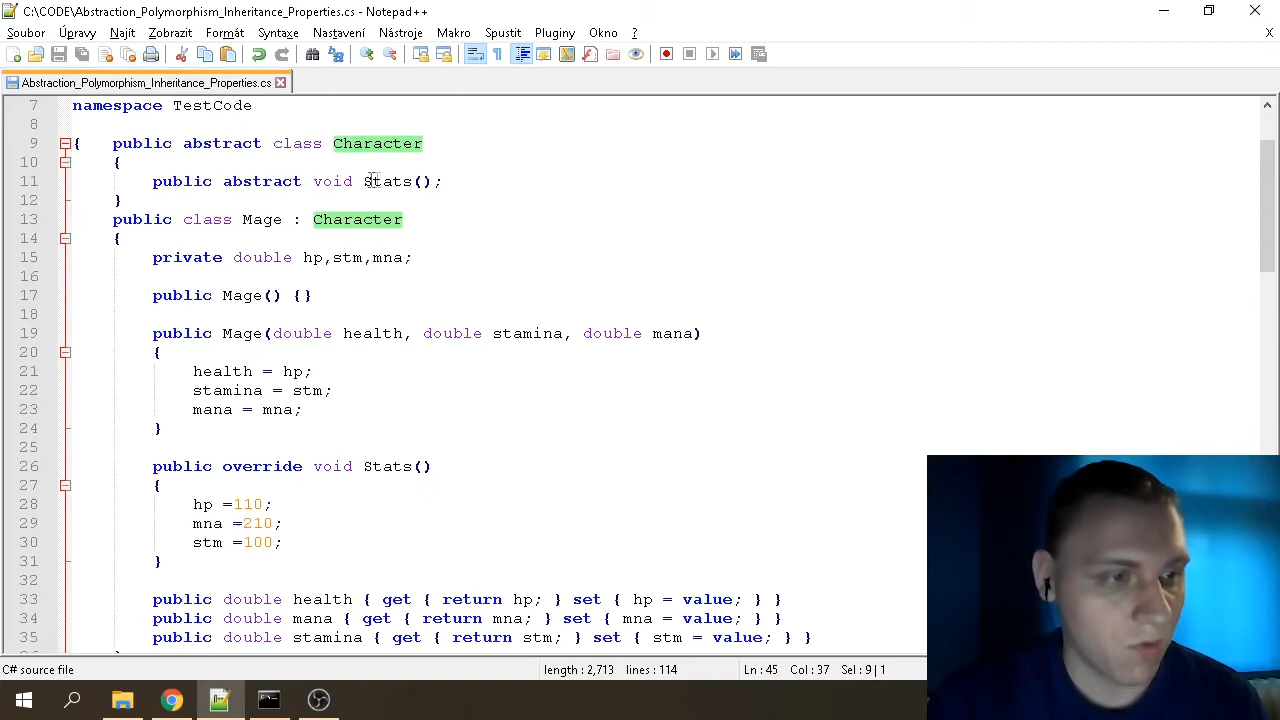 C:\CODE\Abstraction_Polymorphism_Inheritance_Properties.cs - Notepad++
Soubor Úpravy Najít Zobrazit Formát Syntaxe Nastavení Nástroje Makro Spustit Pluginy Okno ? X
Abstraction_Polymorphism_Inheritance_Properties.cs
7 namespace TestCode
8
9 { public abstract class Character
10 {
11 public abstract void Stats();
12 }
13 public class Mage : Character
14 {
15 private double hp,stm,mna;
16
17 public Mage() {}
18
19 public Mage(double health, double stamina, double mana)
20 {
21 health = hp;
22 stamina = stm;
23 mana = mna;
24 }
25
26 public override void Stats()
27 {
28 hp =110;
29 mna =210;
30 stm =100;
31 }
32
33 public double health { get { return hp; } set { hp = value; } }
34 public double mana { get { return mna; } set { mna = value; } }
35 public double stamina { get { return stm; } set { stm = value; } }
C# source file length : 2,713 lines : 114 Ln : 45 Col : 37 Sel : 9 | 1